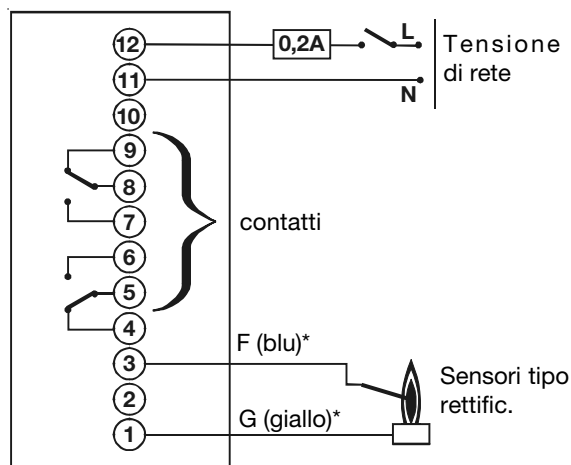 12
0,2A
L
Tensione
di rete
11
N
10
9
8
7
contatti
6
5
4
F (blu)*
3
Sensori tipo
rettific.
2
G (giallo)*
1